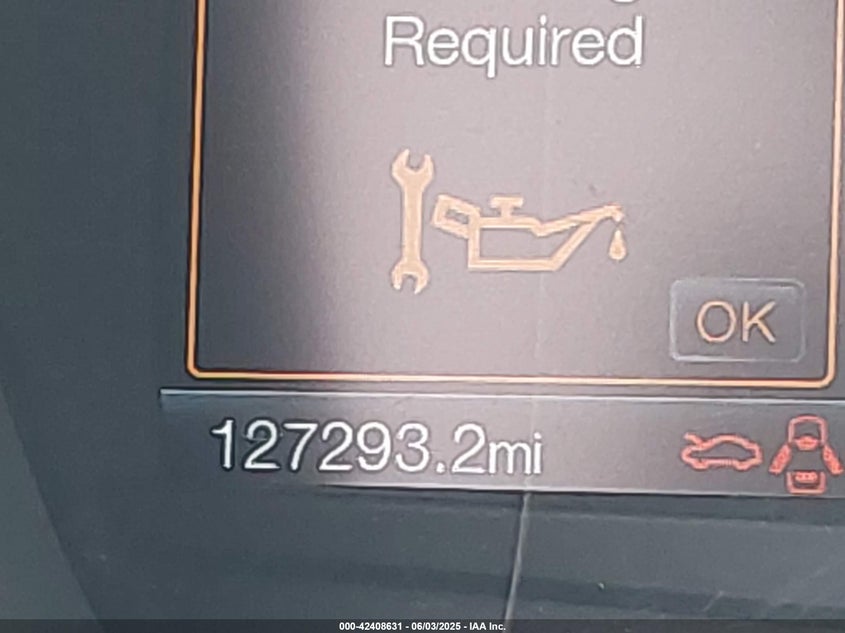 Required
OK
127293.2mi
000-42408631 - 06/03/2025 - IAA Inc.